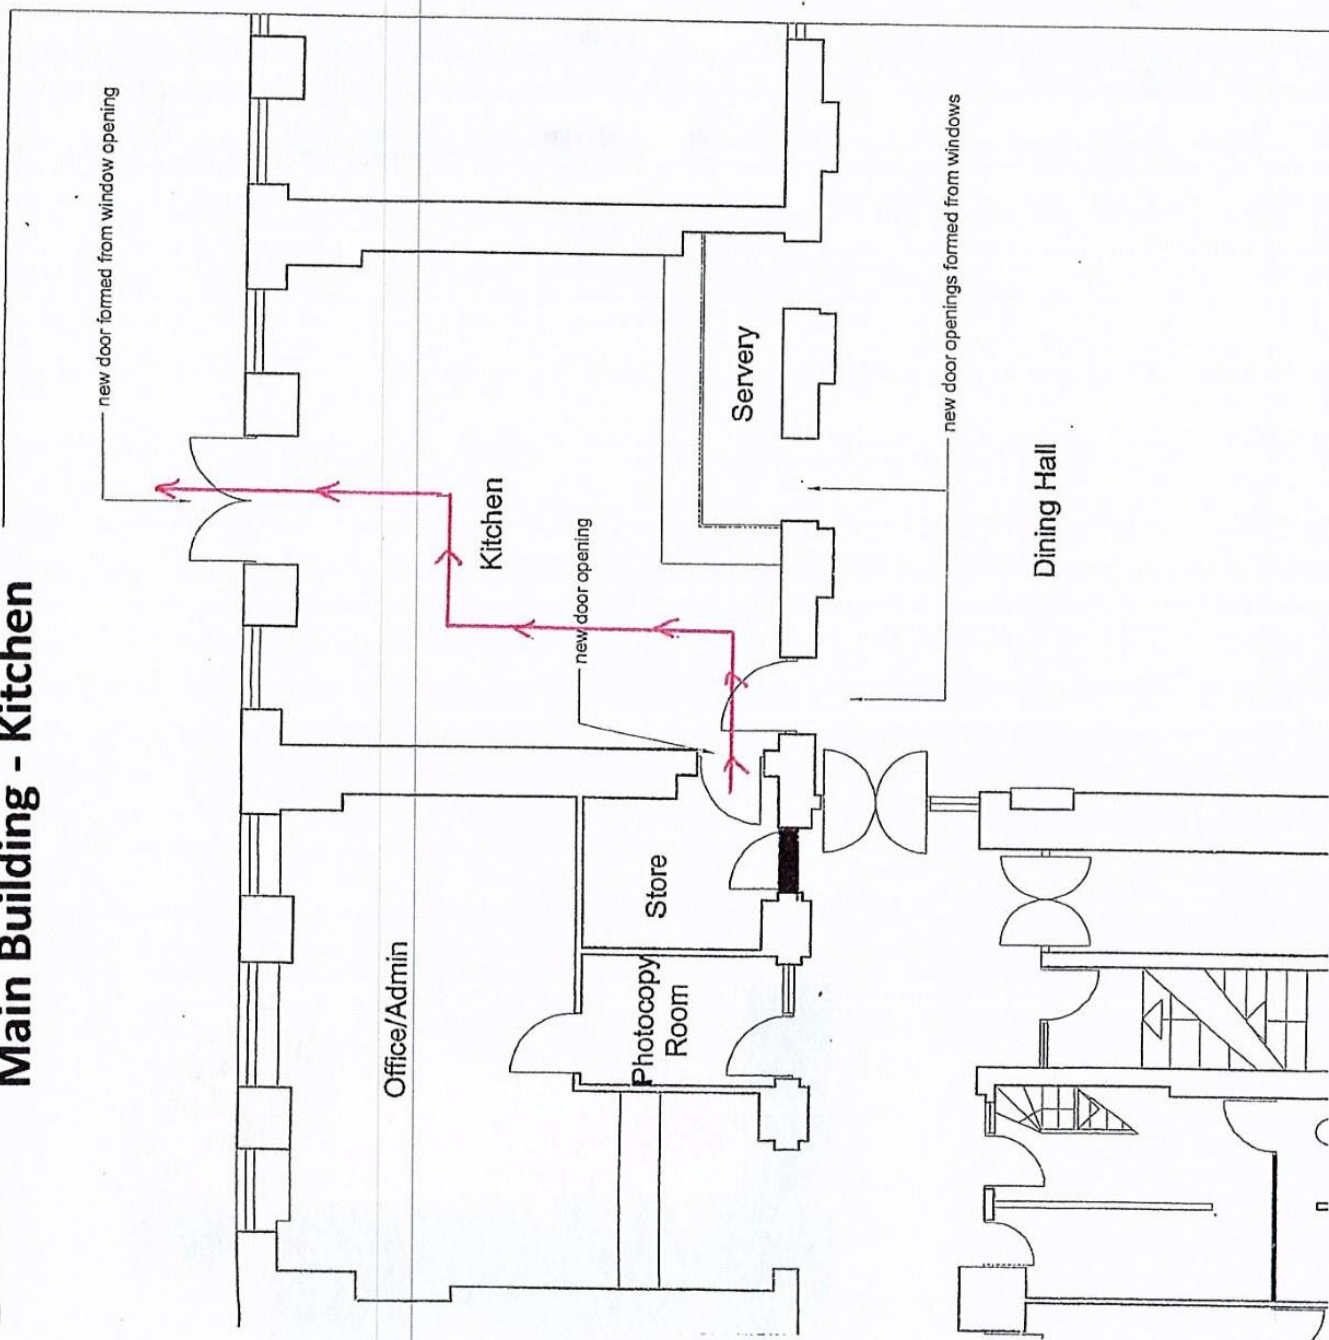 Main Building - Kitchen
new door formed from window opening
Kitchen
new door opening
Servery
new door openings formed from windows
Dining Hall
Office/Admin
Store
Photocopy
Room